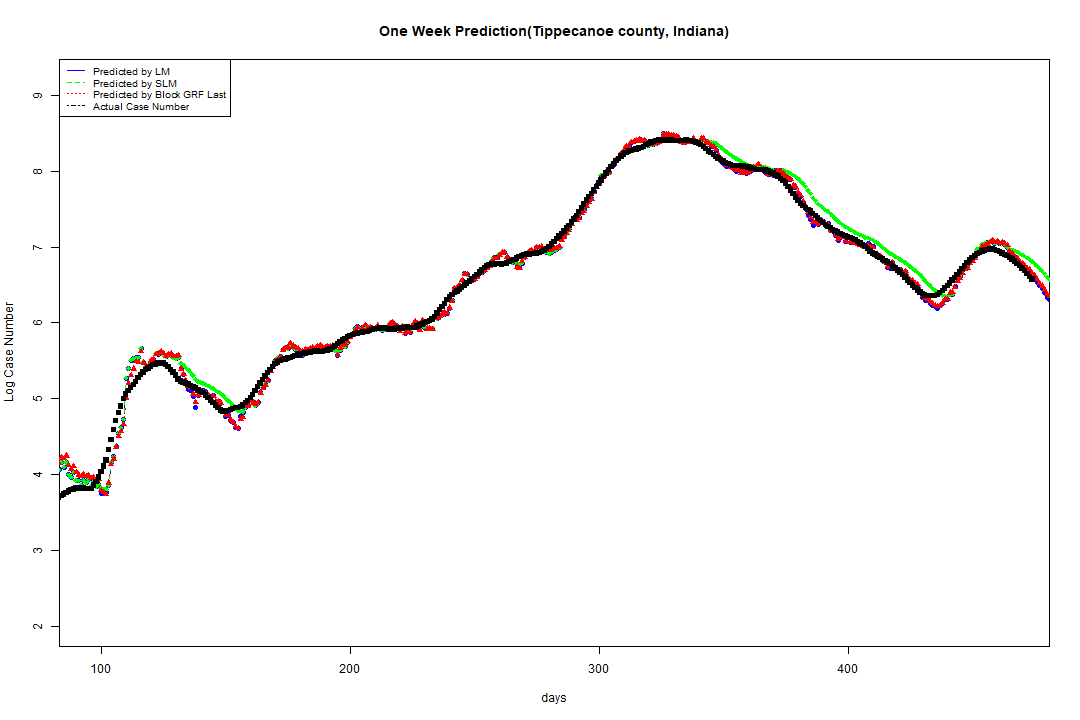 One Week Prediction(Tippecanoe county, Indiana)
Predicted by LM
Predicted by SLM
Predicted by Block GRF Last
Actual Case Number
9
8
7
6
5
4
3
2
Log Case Number
100 200 300 400
days